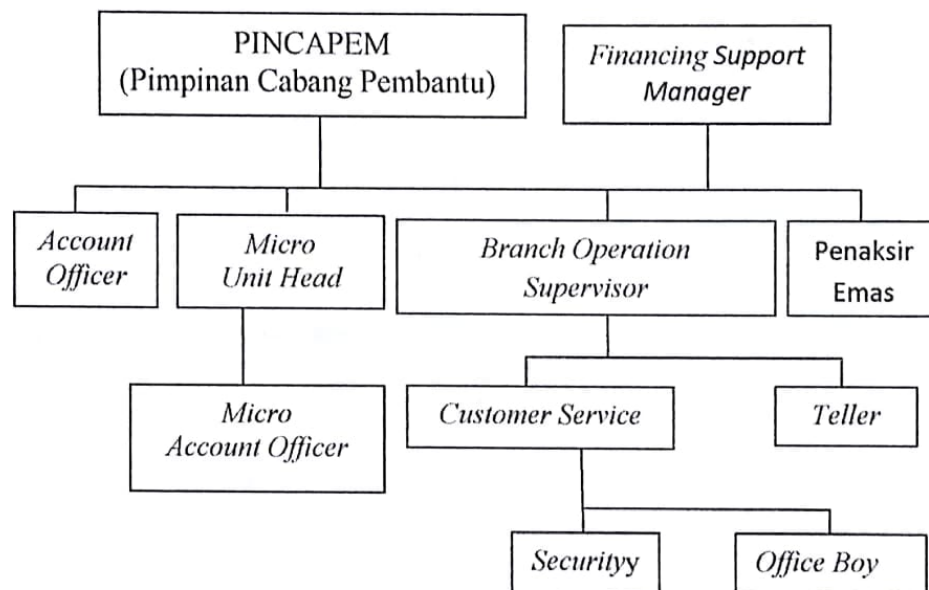 PINCAPEM
(Pimpinan Cabang Pembantu)
Financing Support
Manager
Account
Officer
Micro
Unit Head
Branch Operation
Supervisor
Penaksir
Emas
Micro
Account Officer
Customer Service
Teller
Securityy
Office Boy